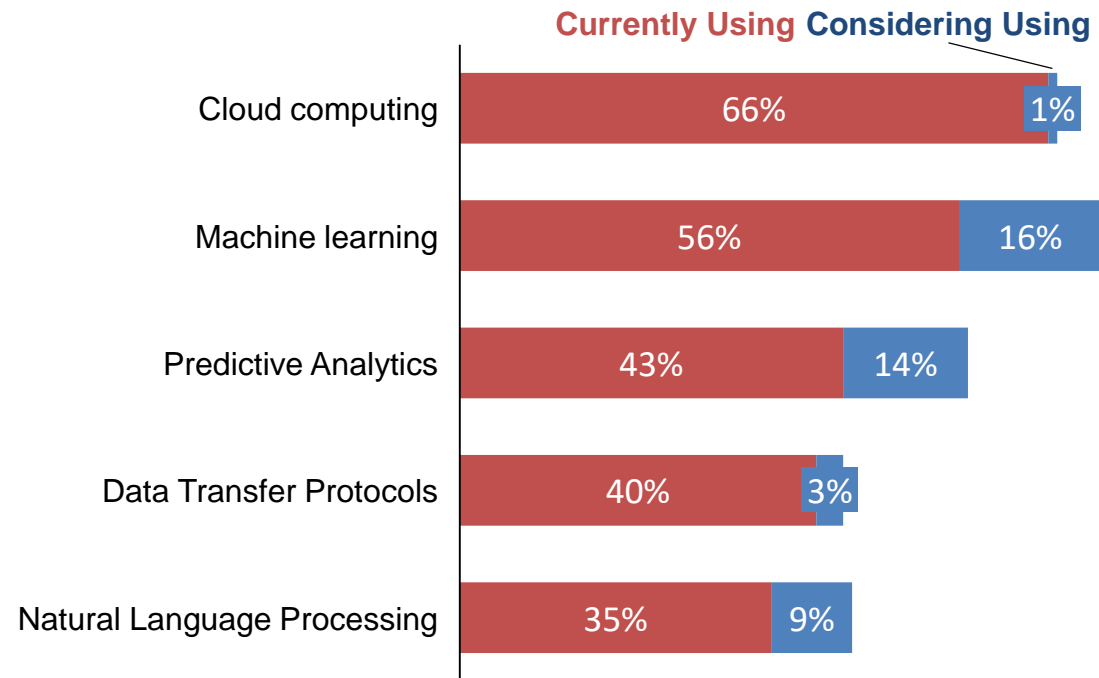 Currently Using Considering Using
Cloud computing 66% 1%
Machine learning 56% 16%
Predictive Analytics 43% 14%
Data Transfer Protocols 40% 3%
Natural Language Processing 35% 9%